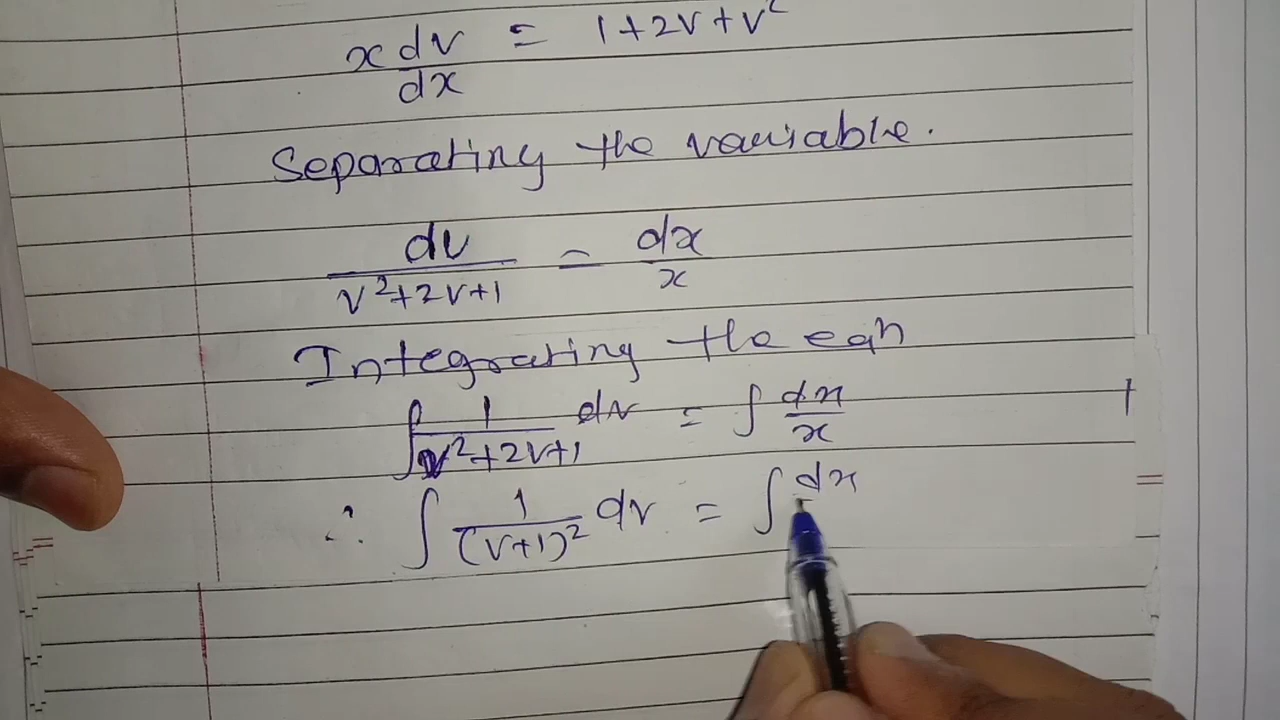 x dv/dx = 1+2v+v²
Separating the variable.
dv/v²+2v+1 = dx/x
Integrating the eqn
∫ 1/v²+2v+1 dv = ∫ dx/x
∴ ∫ 1/(v+1)² dv = ∫ dx